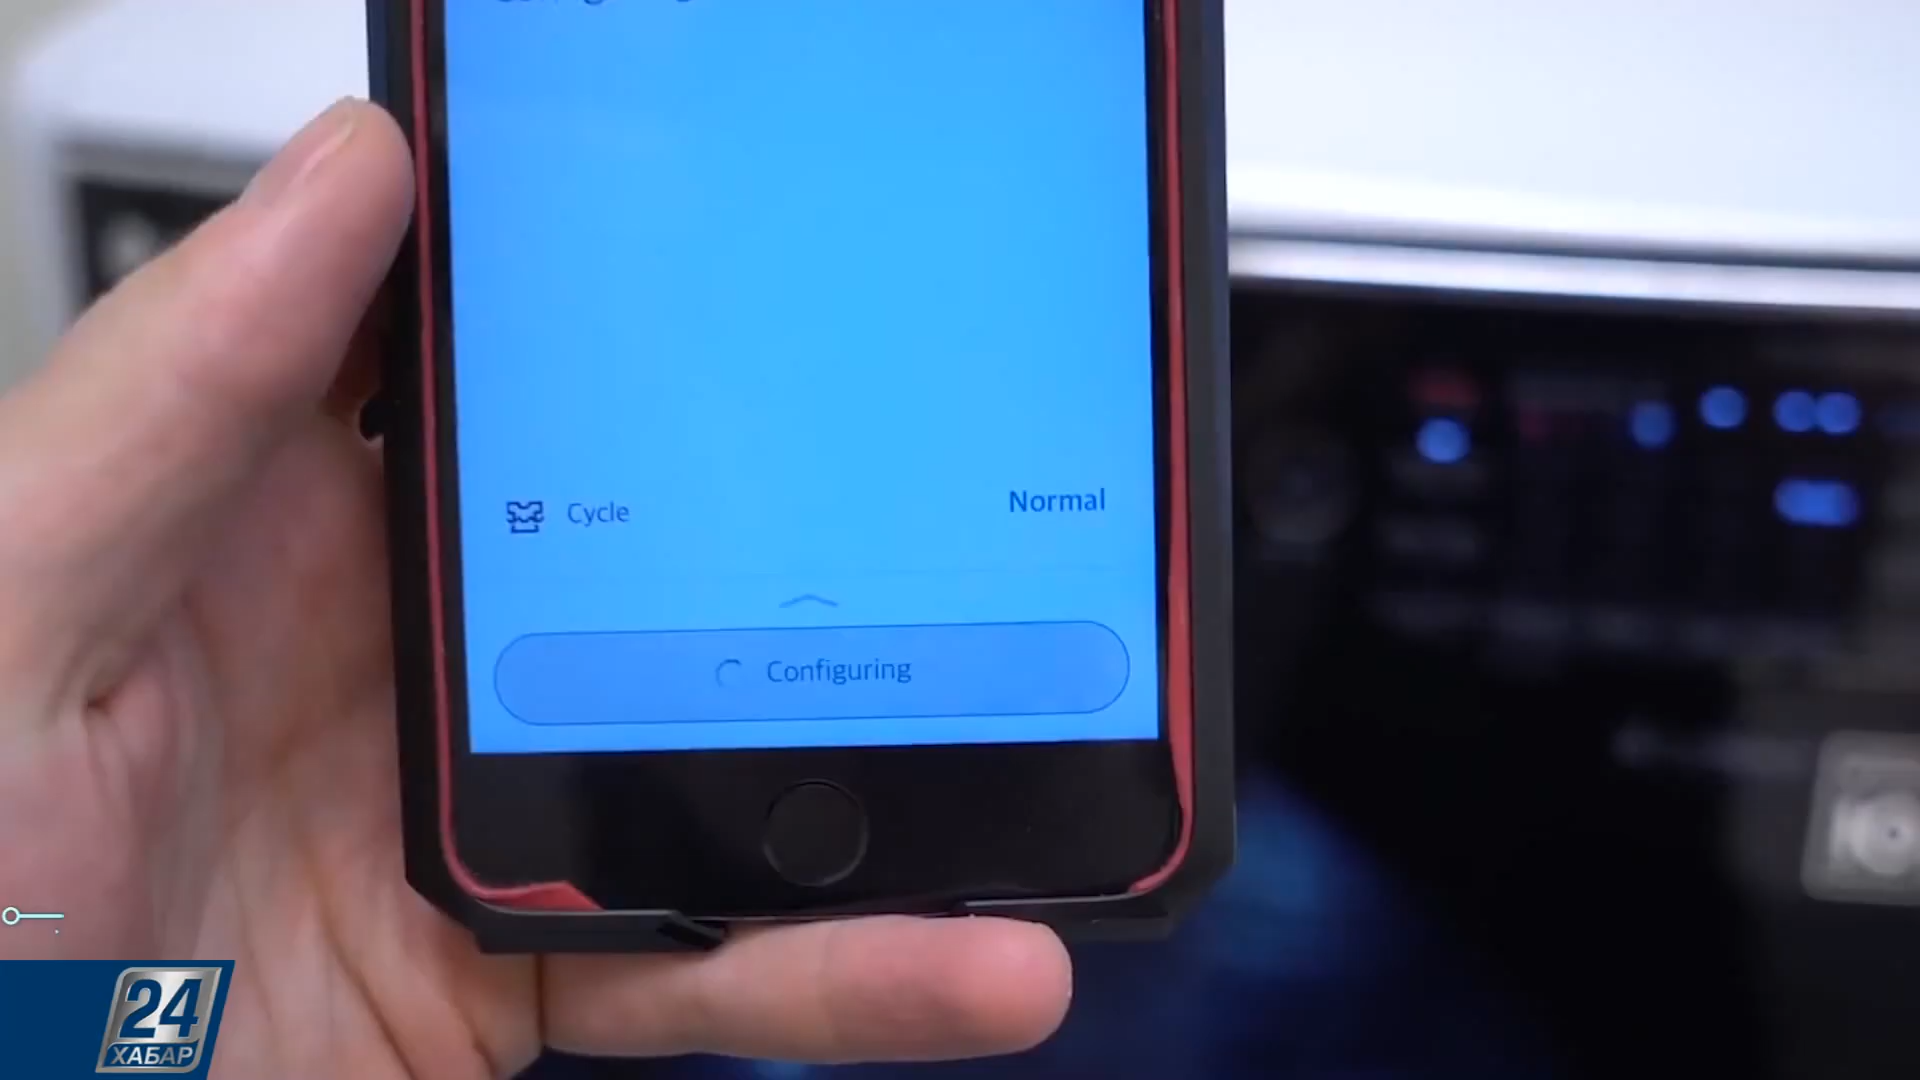 Cycle
Normal
Configuring
24
ХАБАР